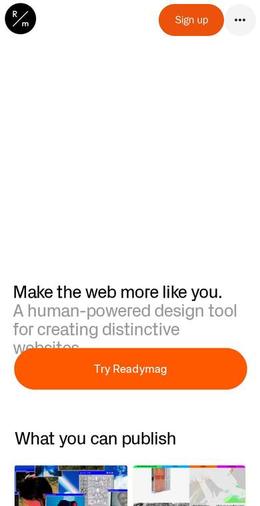 R/m
Sign up
Make the web more like you.
A human-powered design tool
for creating distinctive
websites
Try Readymag
What you can publish